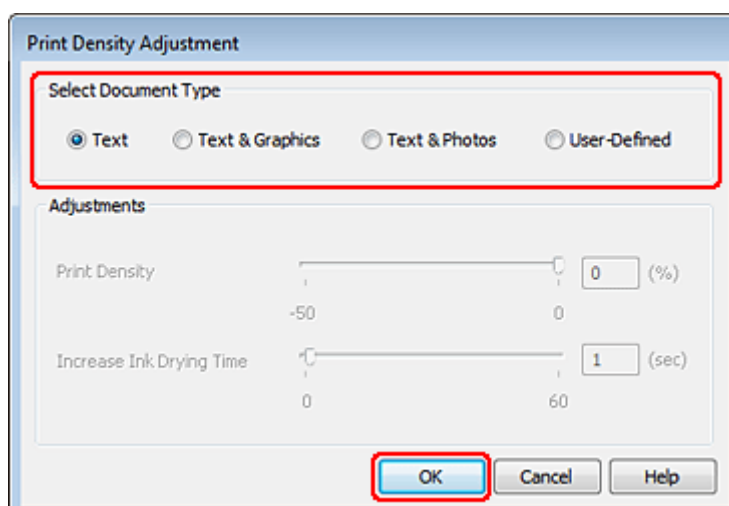 Print Density Adjustment
Select Document Type
Text Text & Graphics Text & Photos User-Defined
Adjustments
Print Density 0 (%)
-50 0
Increase Ink Drying Time 1 (sec)
0 60
OK Cancel Help